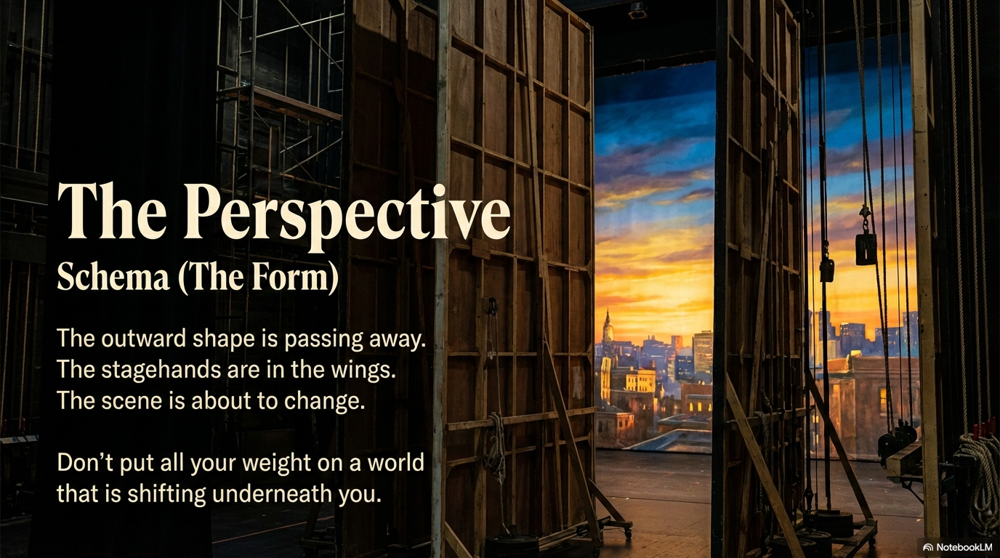 The Perspective
Schema (The Form)
The outward shape is passing away.
The stagehands are in the wings.
The scene is about to change.
Don’t put all your weight on a world
that is shifting underneath you.
NotebookLM